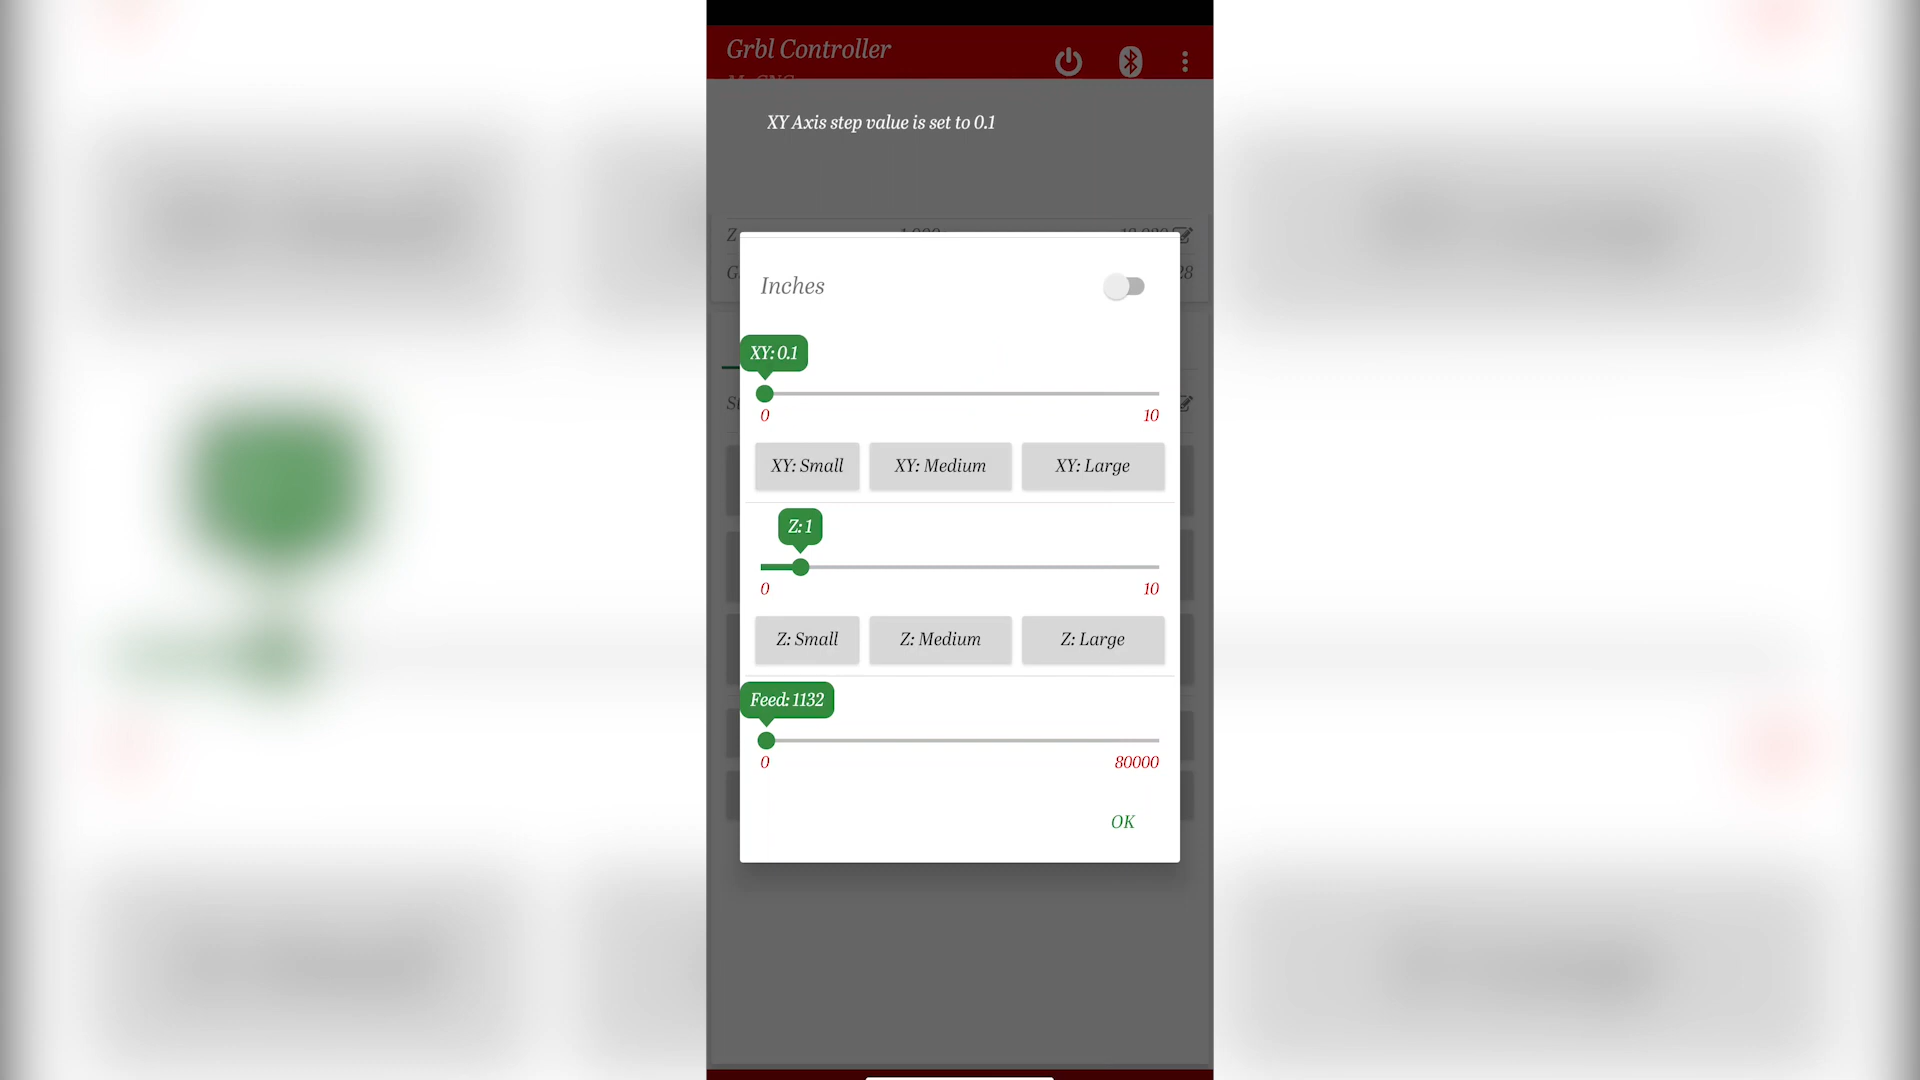 Grbl Controller
XY Axis step value is set to 0.1
Z
Inches
XY: 0.1
0 10
XY: Small XY: Medium XY: Large
Z: 1
0 10
Z: Small Z: Medium Z: Large
Feed: 1132
0 80000
OK